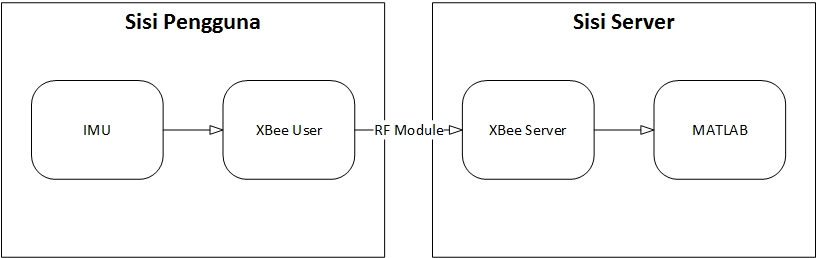 Sisi Pengguna
Sisi Server
IMU
XBee User
RF Module
XBee Server
MATLAB